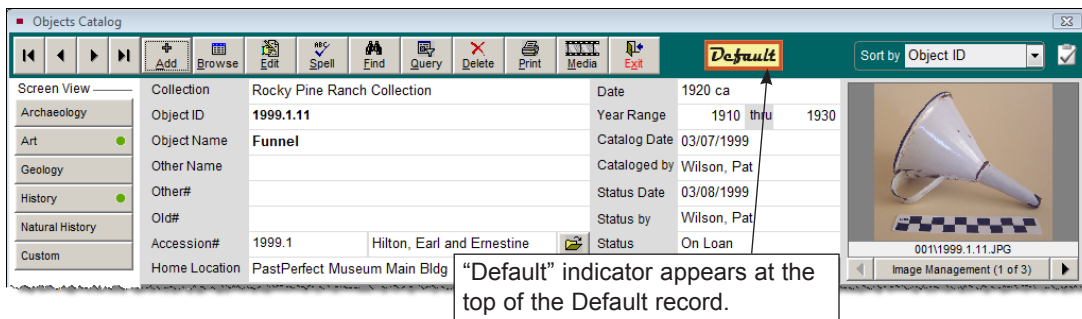 Objects Catalog
Add Browse Edit Spell Find Query Delete Print Media Exit Default Sort by Object ID
Screen View
Archaeology
Art
Geology
History
Natural History
Custom
Collection Rocky Pine Ranch Collection
Object ID 1999.1.11
Object Name Funnel
Other Name
Other#
Old#
Accession# 1999.1 Hilton, Earl and Ernestine
Home Location PastPerfect Museum Main Bldg
Date 1920 ca
Year Range 1910 thru 1930
Catalog Date 03/07/1999
Cataloged by Wilson, Pat
Status Date 03/08/1999
Status by Wilson, Pat
Status On Loan
001\1999.1.11.JPG
Image Management (1 of 3)
“Default” indicator appears at the
top of the Default record.